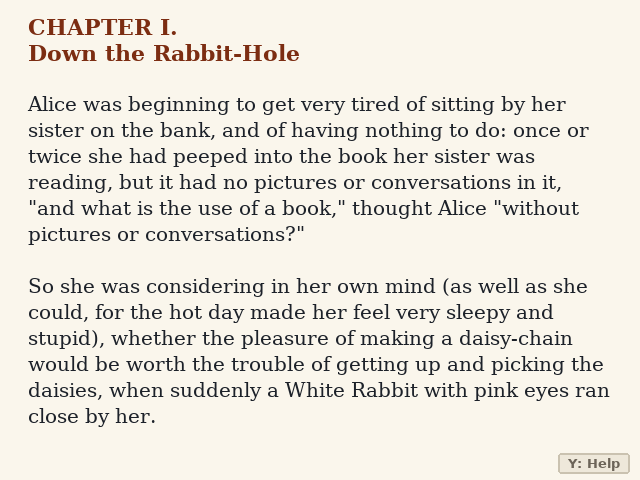 CHAPTER I.
Down the Rabbit-Hole
Alice was beginning to get very tired of sitting by her
sister on the bank, and of having nothing to do: once or
twice she had peeped into the book her sister was
reading, but it had no pictures or conversations in it,
"and what is the use of a book," thought Alice "without
pictures or conversations?"
So she was considering in her own mind (as well as she
could, for the hot day made her feel very sleepy and
stupid), whether the pleasure of making a daisy-chain
would be worth the trouble of getting up and picking the
daisies, when suddenly a White Rabbit with pink eyes ran
close by her.
Y: Help